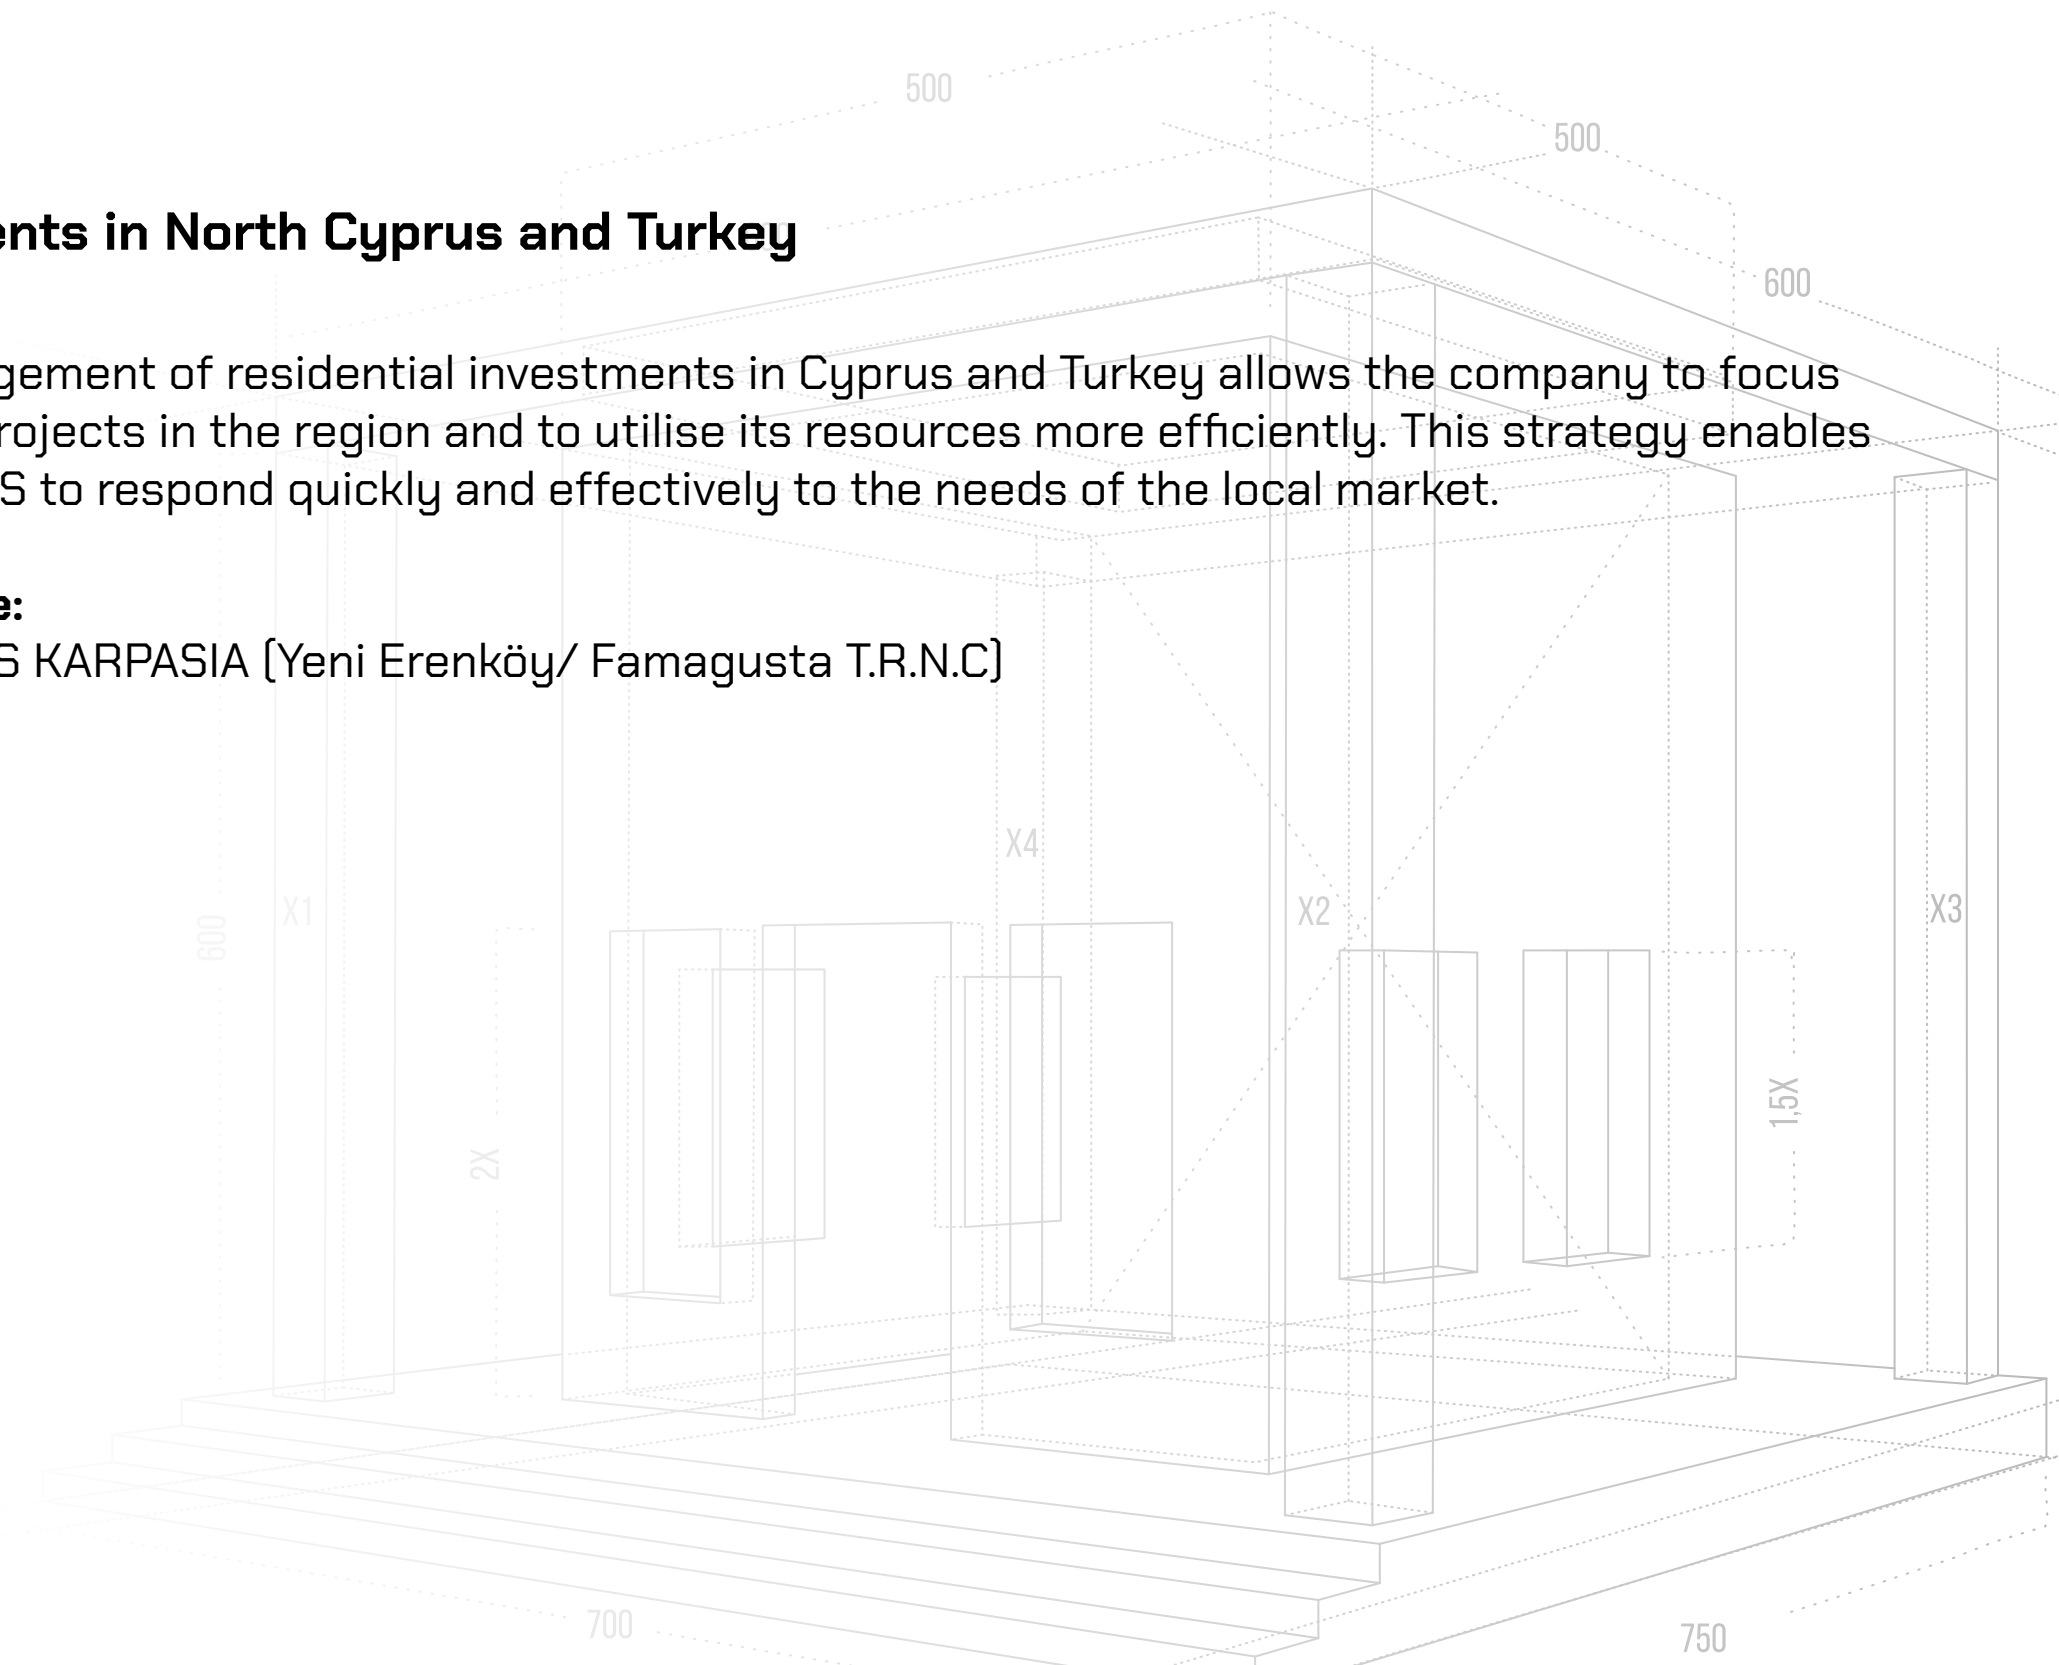 500
500
ents in North Cyprus and Turkey
600
gement of residential investments in Cyprus and Turkey allows the company to focus
rojects in the region and to utilise its resources more efficiently. This strategy enables
S to respond quickly and effectively to the needs of the local market.
e:
S KARPASIA (Yeni Erenköy/ Famagusta T.R.N.C)
X4
600
X1
X2
X3
2X
1,5X
700
750